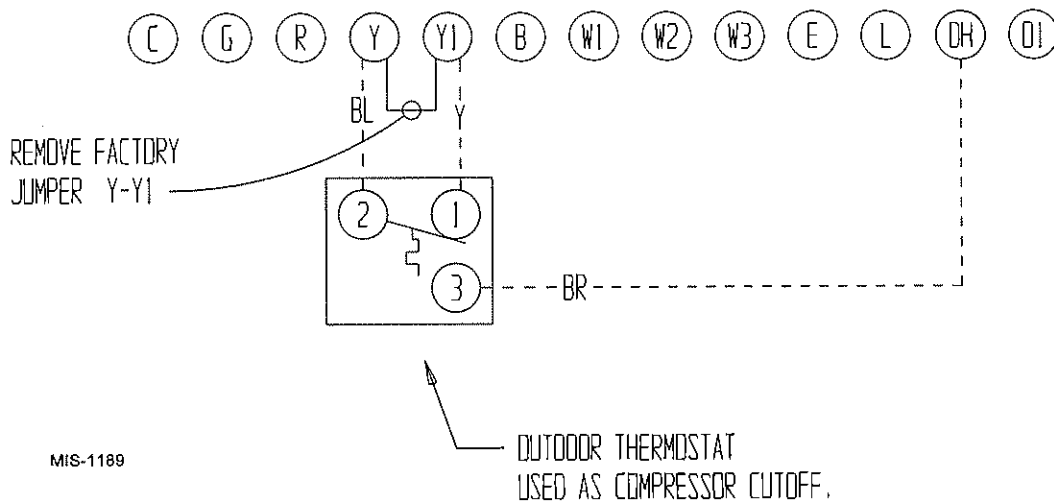 C G R Y Y1 B W1 W2 W3 E L DH O1
BL Y
REMOVE FACTORY
JUMPER Y-Y1
2 1
3 BR
OUTDOOR THERMOSTAT
USED AS COMPRESSOR CUTOFF.
MIS-1189